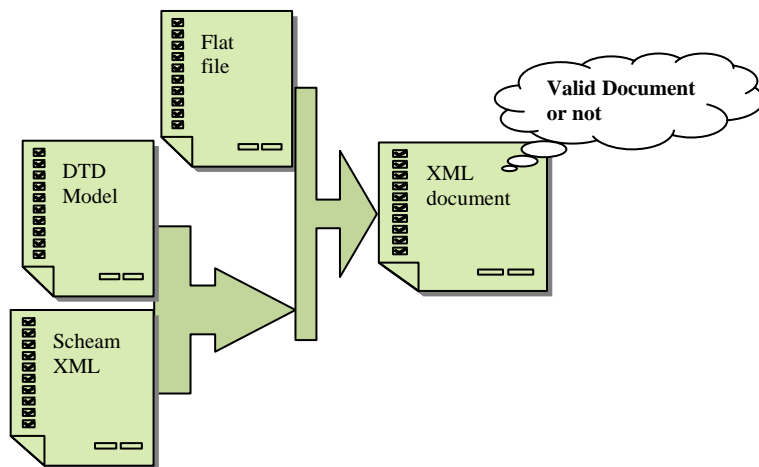 Flat
file
Valid Document
or not
DTD
Model
XML
document
Scheam
XML